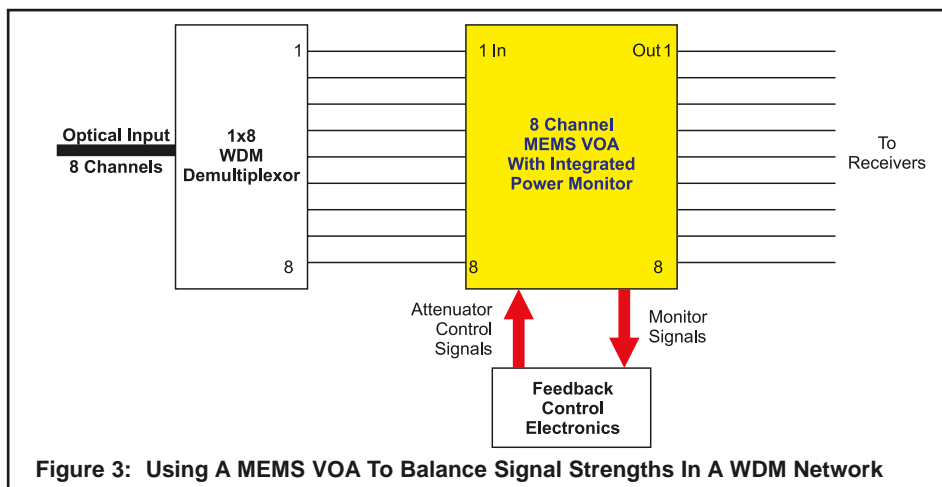 1
1 In
Out 1
Optical Input
8 Channels
1x8
WDM
Demultiplexor
8 Channel
MEMS VOA
With Integrated
Power Monitor
To
Receivers
8
8
8
Attenuator
Control
Signals
Monitor
Signals
Feedback
Control
Electronics
Figure 3: Using A MEMS VOA To Balance Signal Strengths In A WDM Network